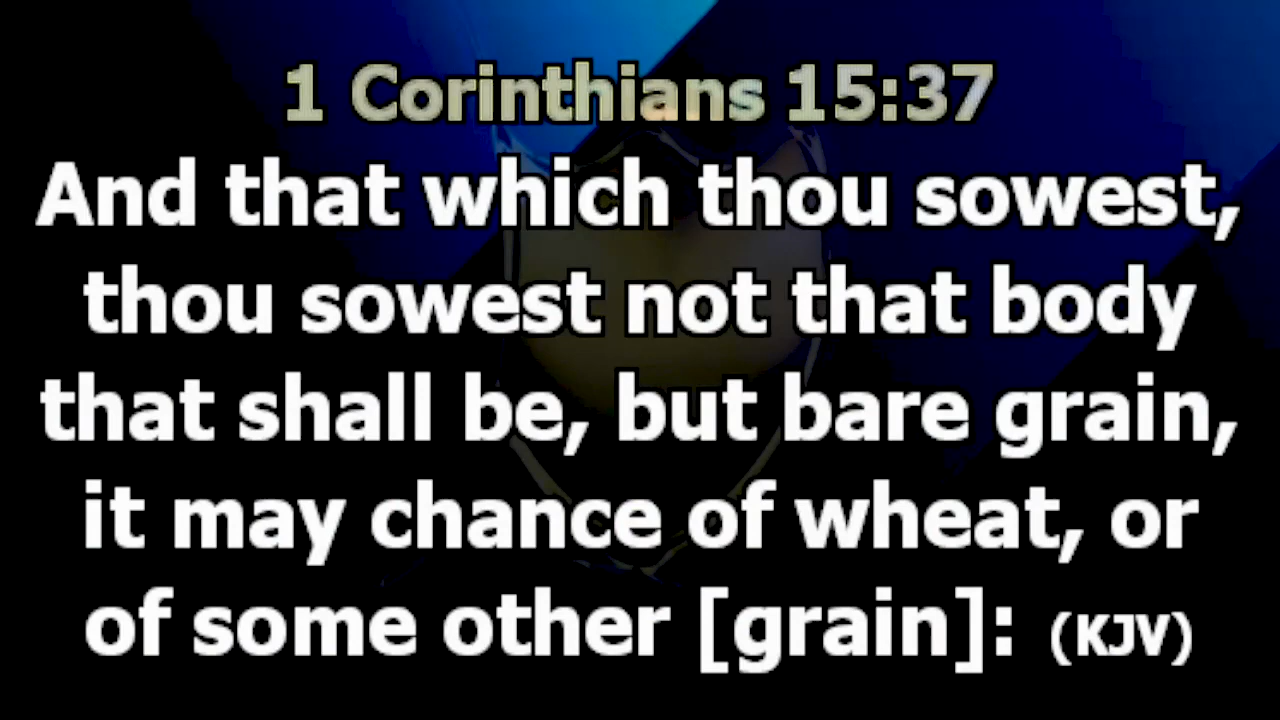 1 Corinthians 15:37
And that which thou sowest,
thou sowest not that body
that shall be, but bare grain,
it may chance of wheat, or
of some other [grain]: (KJV)